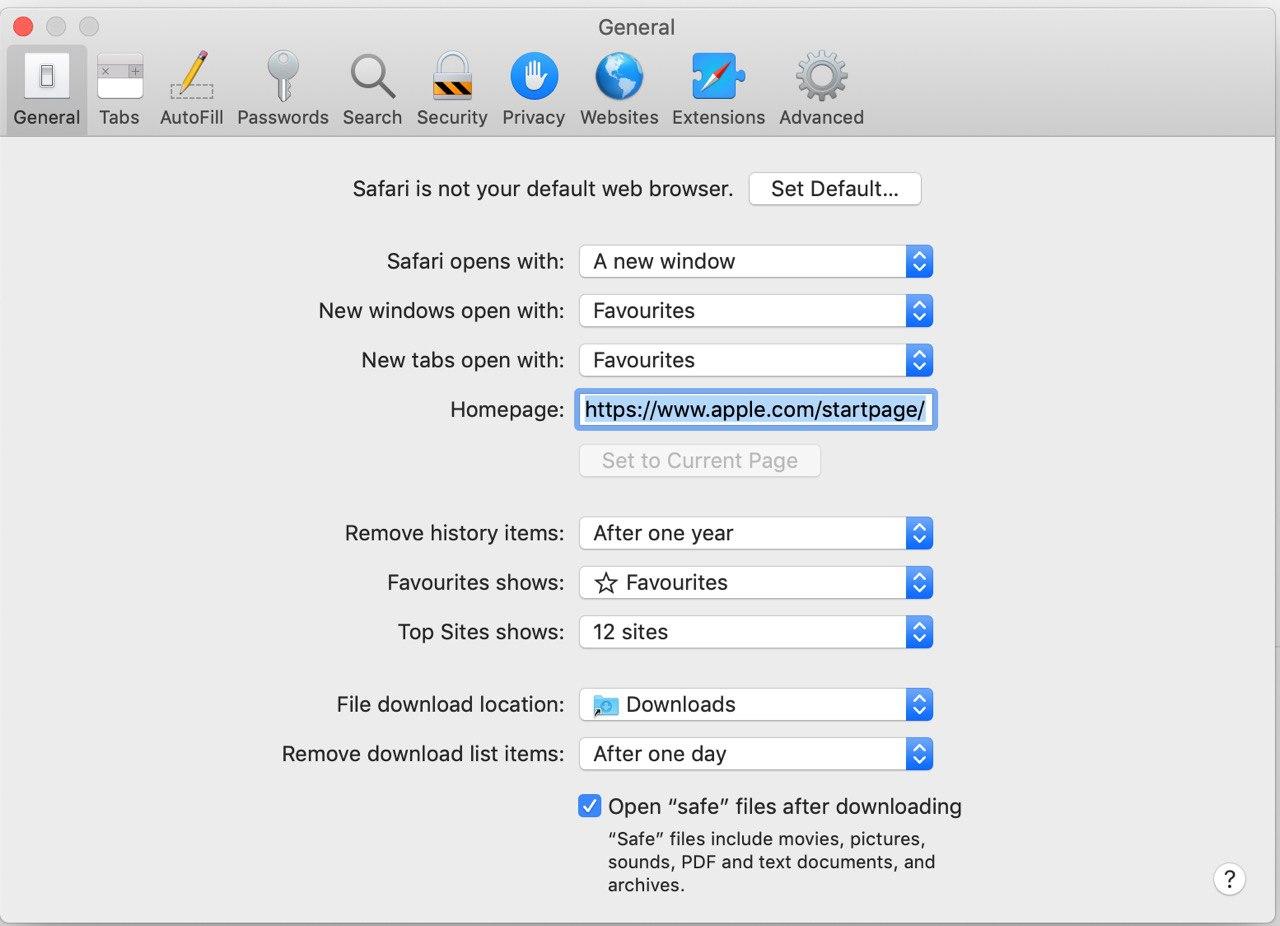 General
General Tabs AutoFill Passwords Search Security Privacy Websites Extensions Advanced
Safari is not your default web browser. Set Default...
Safari opens with: A new window
New windows open with: Favourites
New tabs open with: Favourites
Homepage: https://www.apple.com/startpage/
Set to Current Page
Remove history items: After one year
Favourites shows: Favourites
Top Sites shows: 12 sites
File download location: Downloads
Remove download list items: After one day
Open “safe” files after downloading
“Safe” files include movies, pictures,
sounds, PDF and text documents, and
archives.
?